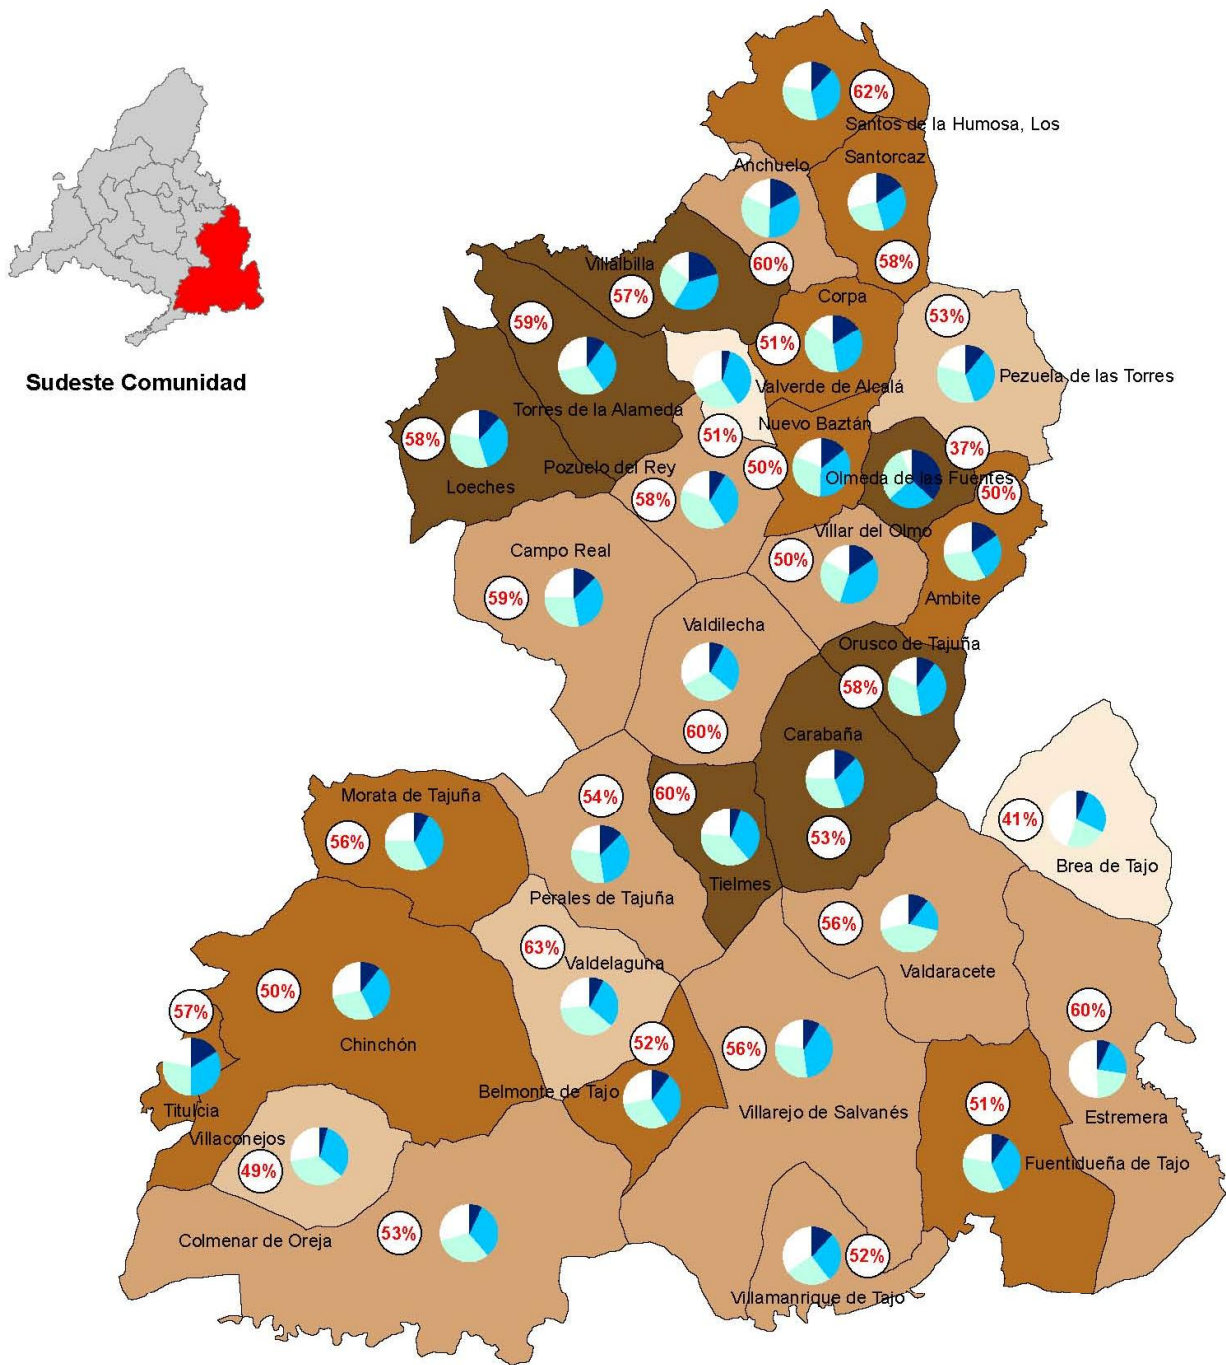 62%
Santos de la Humosa, Los
Anchuelo
Santorcaz
60%
58%
Villalbilla
57%
Corpa
53%
59%
51%
Pezuela de las Torres
Valverde de Alcalá
Sudeste Comunidad
Torres de la Alameda
Nuevo Baztán
58%
51%
37%
Loeches
Pozuelo del Rey
50%
Olmeda de las Fuentes
58%
50%
Campo Real
Villar del Olmo
50%
59%
Ambite
Valdilecha
Orusco de Tajuña
58%
60%
Carabaña
Morata de Tajuña
54%
60%
56%
53%
41%
Tielmes
Brea de Tajo
Perales de Tajuña
63%
56%
Valdelaguna
Valdaracete
50%
57%
60%
Chinchón
52%
56%
Belmonte de Tajo
51%
Titulcia
Villarejo de Salvanés
Estremera
Villaconejos
49%
Fuentidueña de Tajo
53%
Colmenar de Oreja
52%
Villamanrique de Tajo